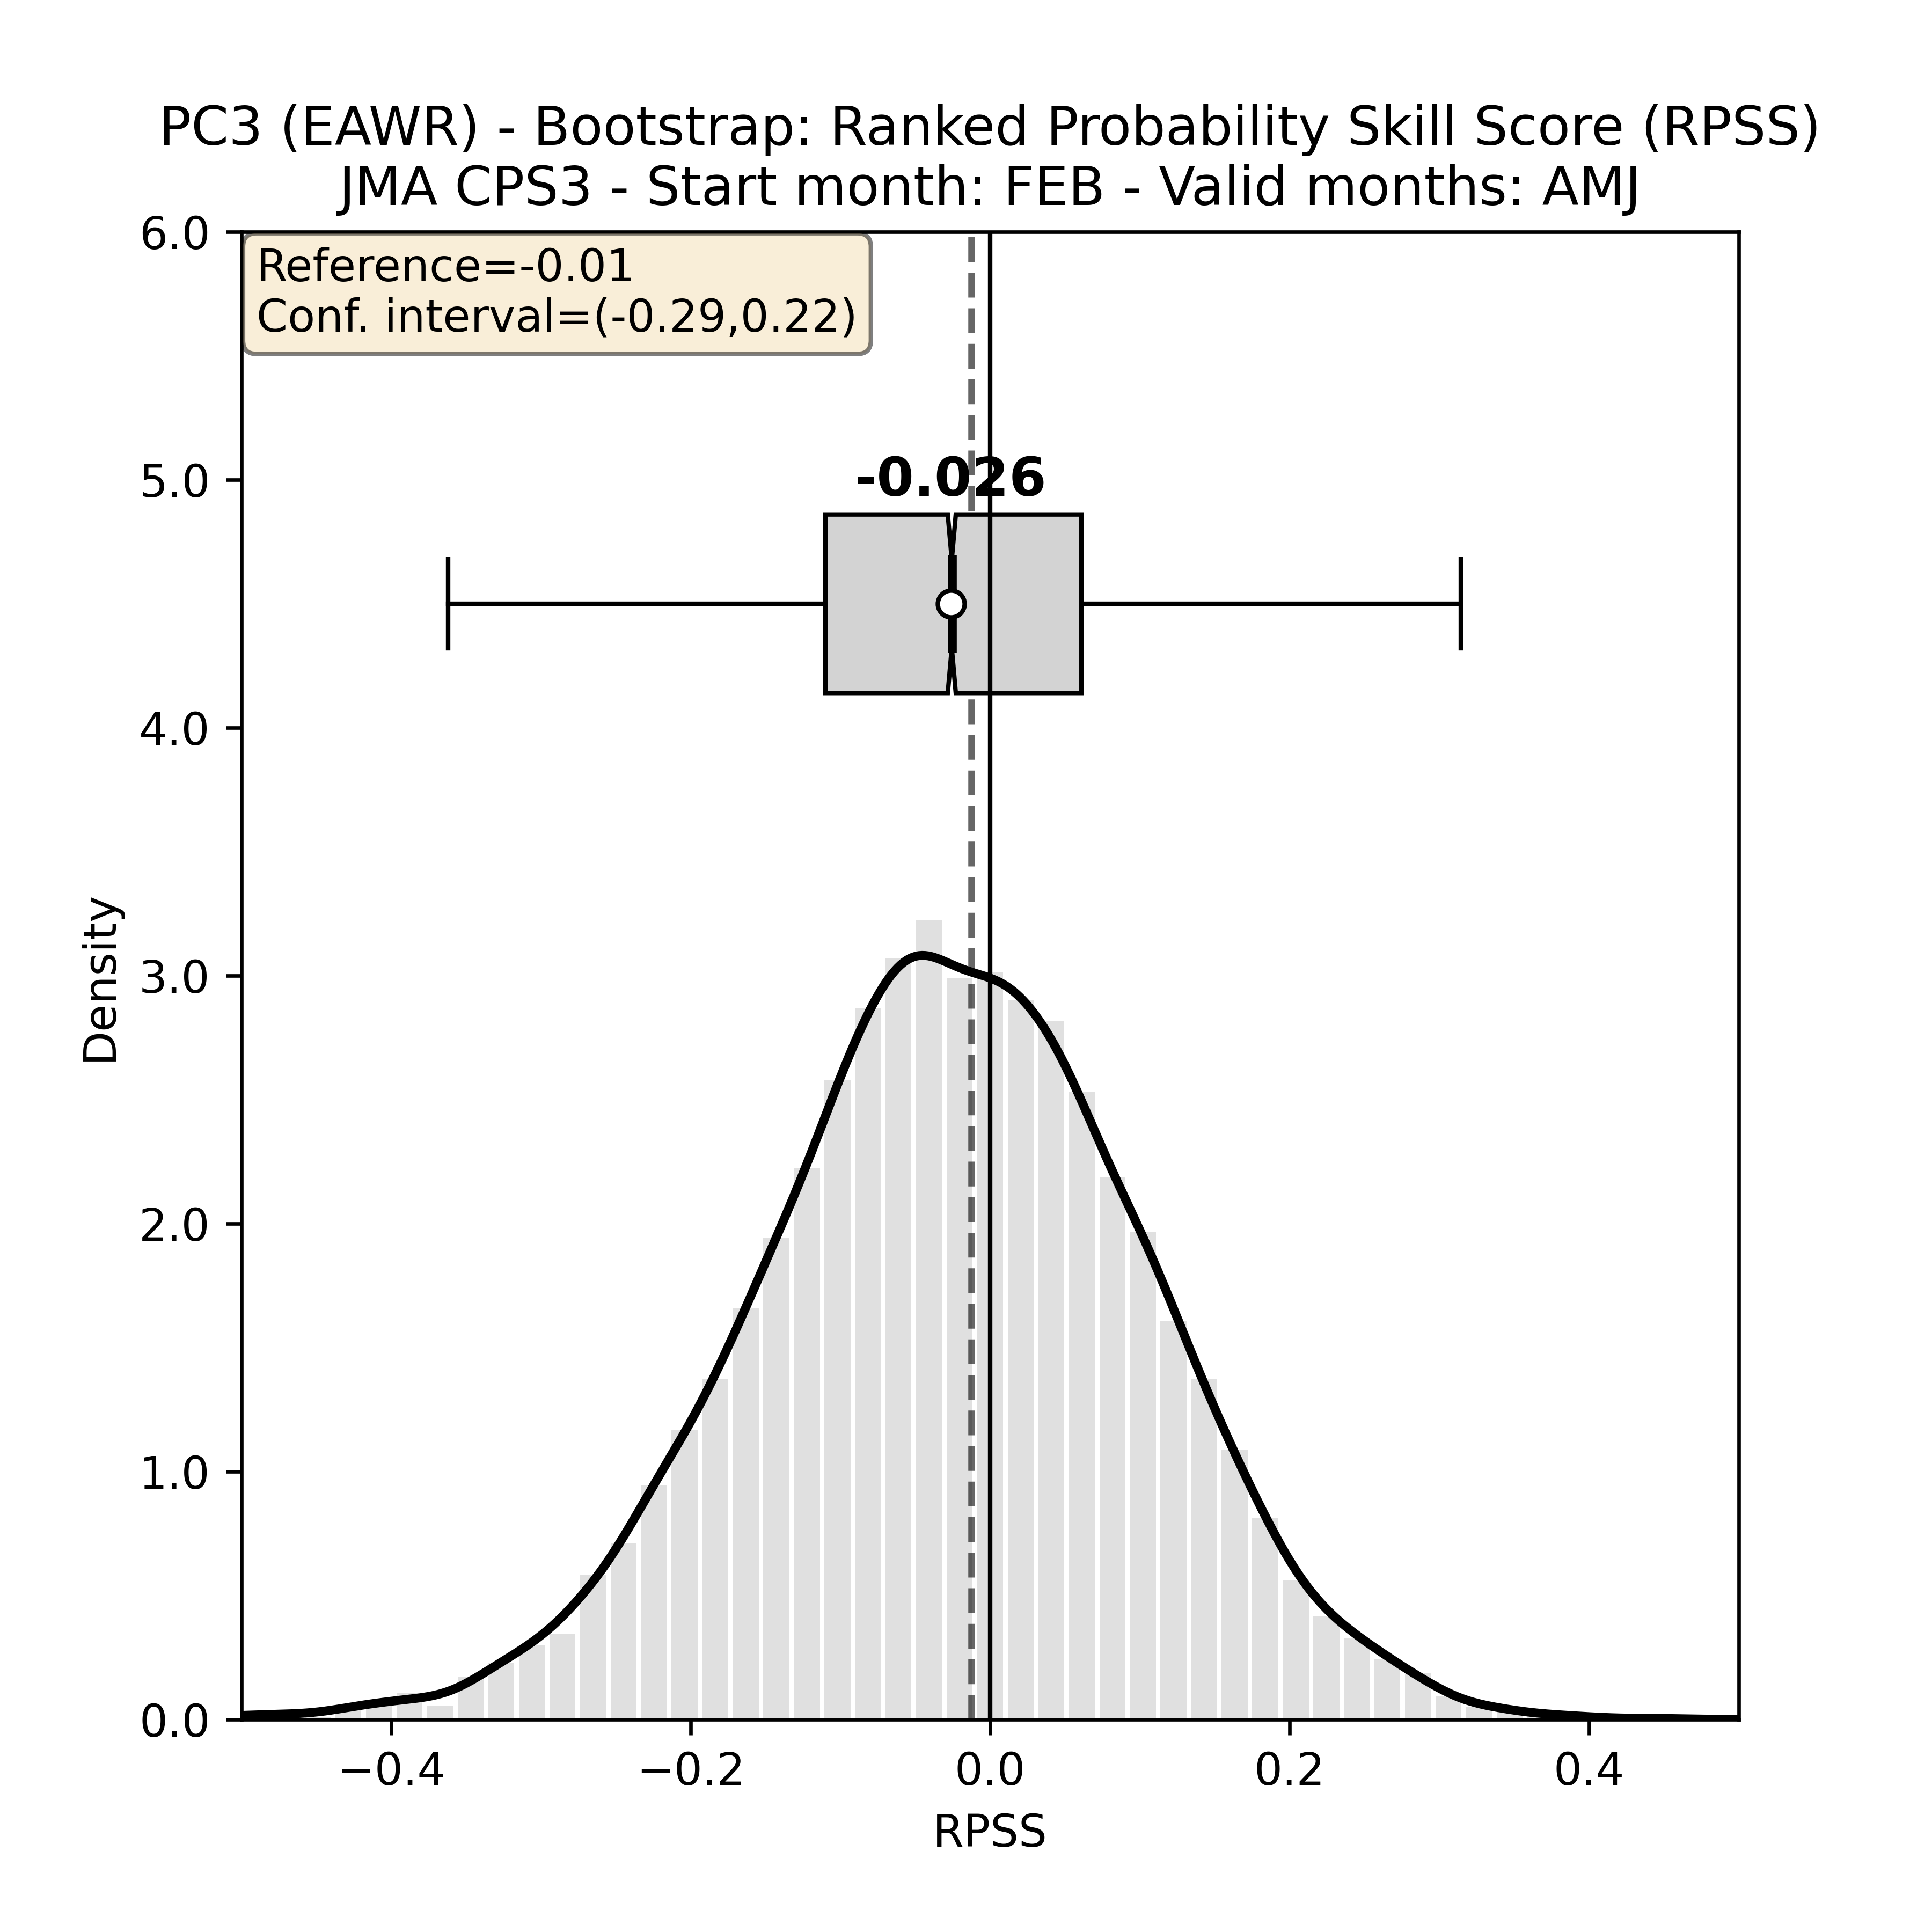 PC3 (EAWR) - Bootstrap: Ranked Probability Skill Score (RPSS)
JMA CPS3 - Start month: FEB - Valid months: AMJ
6.0
Reference=-0.01
Conf. interval=(-0.29,0.22)
5.0
-0.026
4.0
Density
3.0
2.0
1.0
0.0
−0.4
−0.2
0.0
0.2
0.4
RPSS